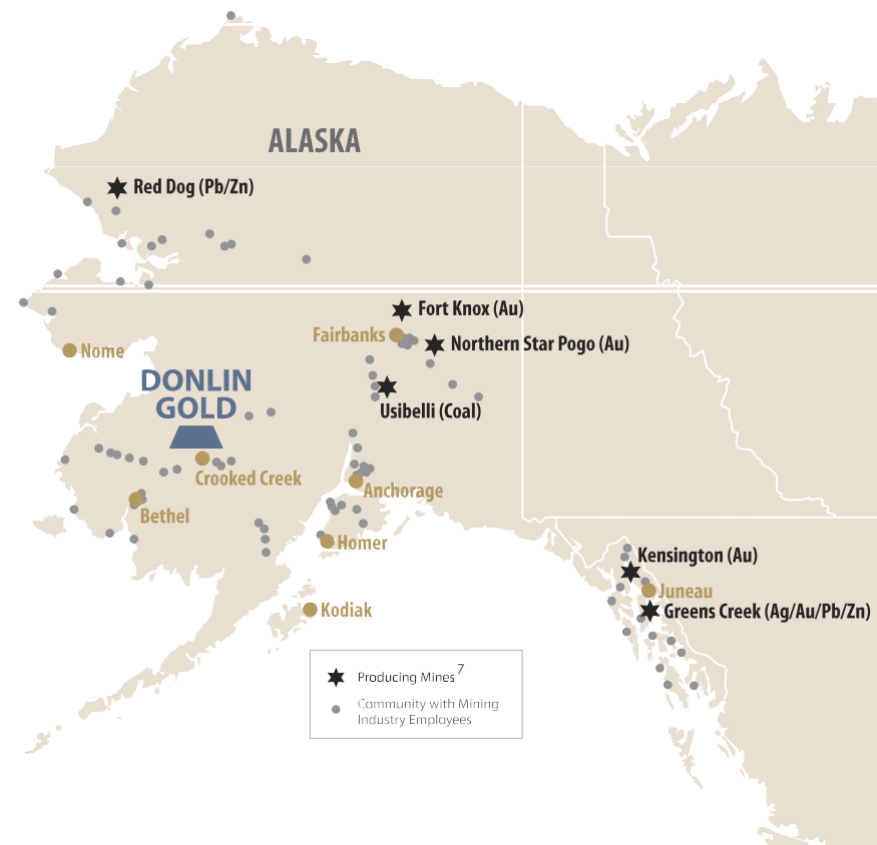 ALASKA
Red Dog (Pb/Zn)
Fort Knox (Au)
Fairbanks
Northern Star Pogo (Au)
Nome
DONLIN
GOLD
Usibelli (Coal)
Crooked Creek
Anchorage
Bethel
Homer
Kensington (Au)
Juneau
Kodiak
Greens Creek (Ag/Au/Pb/Zn)
Producing Mines7
Community with Mining
Industry Employees